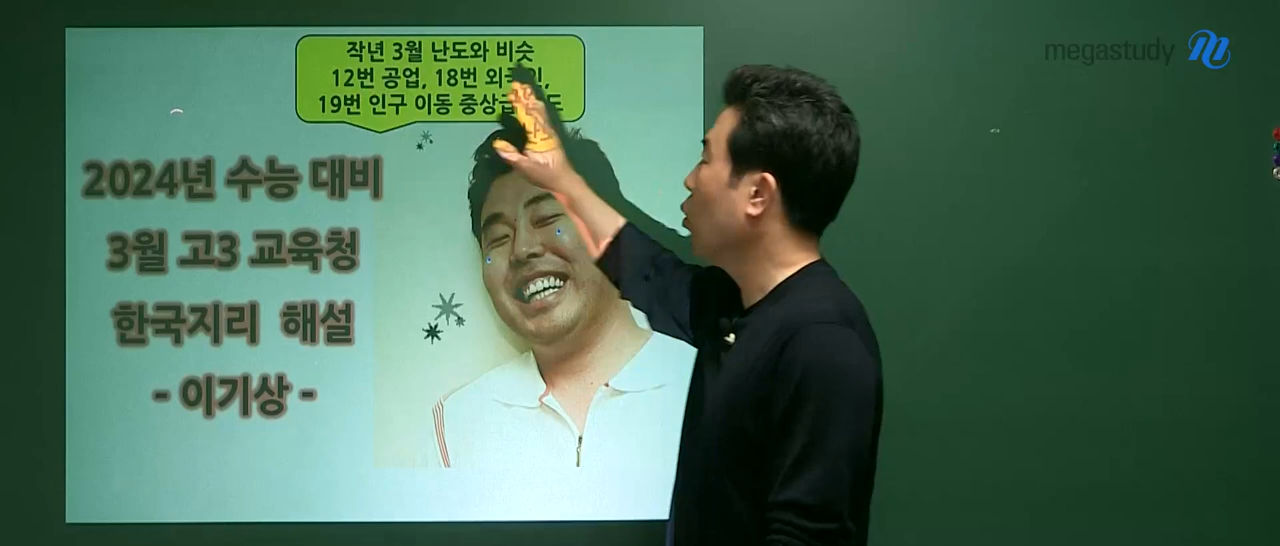 작년 3월 난도와 비슷
12번 공업, 18번
19번 인구 이동
2024년 수능 대비
3월 고3 교육청
한국지리 해설
- 이기상 -
megastudy